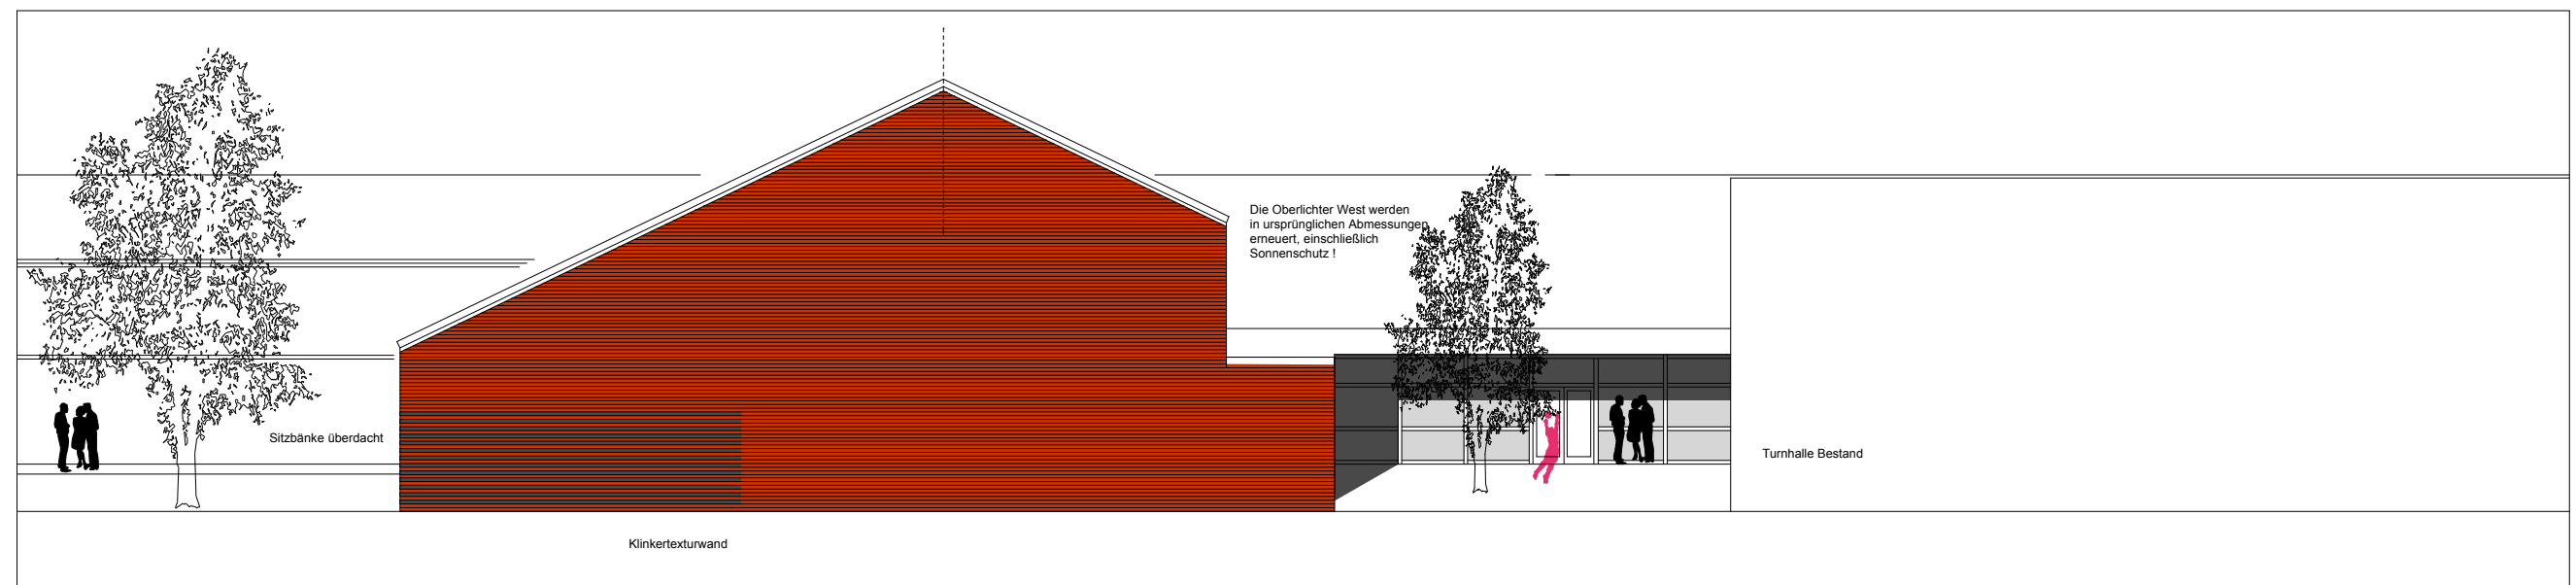 Die Oberlichter West werden
in ursprünglichen Abmessungen
erneuert, einschließlich
Sonnenschutz !
Sitzbänke überdacht
Turnhalle Bestand
Klinkertexturwand